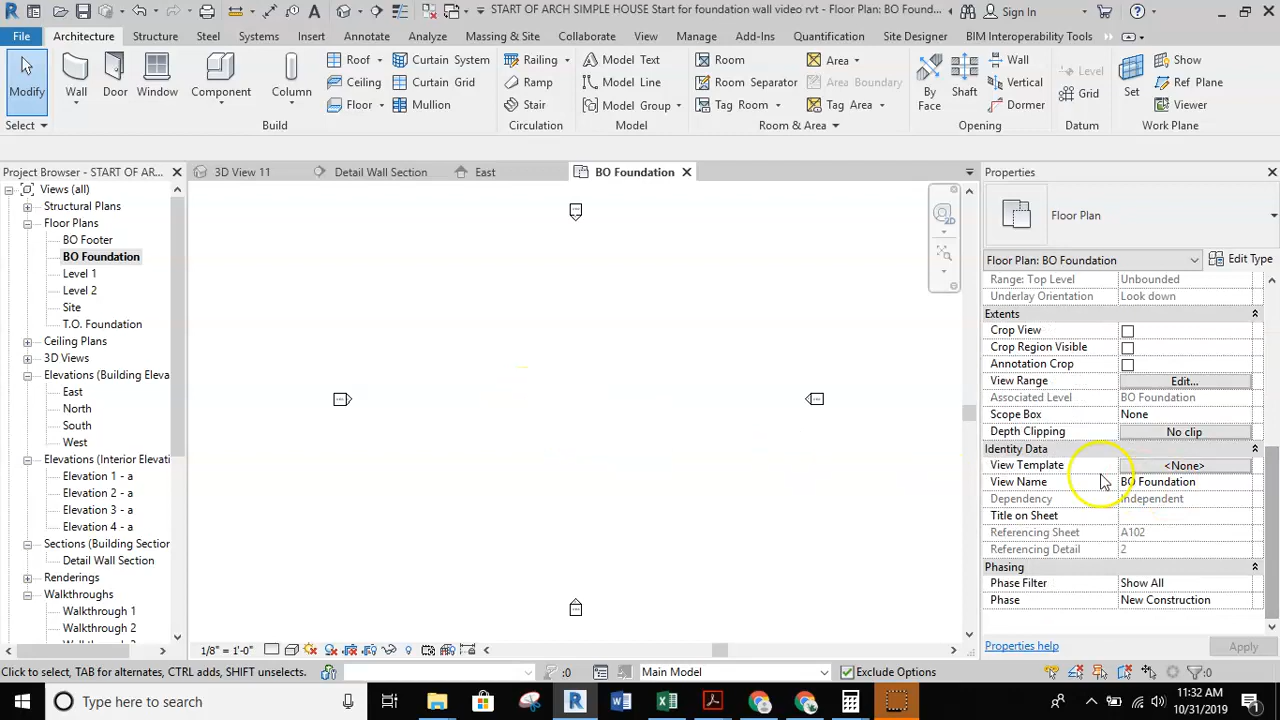 START OF ARCH SIMPLE HOUSE Start for foundation wall video rvt - Floor Plan: BO Found...
Sign In
File Architecture Structure Steel Systems Insert Annotate Analyze Massing & Site Collaborate View Manage Add-Ins Quantification Site Designer BIM Interoperability Tools
Modify
Select
Wall
Door
Window
Component
Column
Roof
Ceiling
Floor
Curtain System
Curtain Grid
Mullion
Build
Railing
Ramp
Stair
Circulation
Model Text
Model Line
Model Group
Model
Room
Room Separator
Tag Room
Area
Area Boundary
Tag Area
Room & Area
By Face
Shaft
Wall
Vertical
Dormer
Opening
Level
Grid
Datum
Set
Show
Ref Plane
Viewer
Work Plane
Project Browser - START OF AR...
3D View 11
Detail Wall Section
East
BO Foundation
Properties
Views (all)
Structural Plans
Floor Plans
BO Footer
BO Foundation
Level 1
Level 2
Site
T.O. Foundation
Ceiling Plans
3D Views
Elevations (Building Eleva
East
North
South
West
Elevations (Interior Elevati
Elevation 1 - a
Elevation 2 - a
Elevation 3 - a
Elevation 4 - a
Sections (Building Section
Detail Wall Section
Renderings
Walkthroughs
Walkthrough 1
Walkthrough 2
2D
Floor Plan
Floor Plan: BO Foundation
Edit Type
Range: Top Level Unbounded
Underlay Orientation Look down
Extents
Crop View
Crop Region Visible
Annotation Crop
View Range Edit...
Associated Level BO Foundation
Scope Box None
Depth Clipping No clip
Identity Data
View Template <None>
View Name BO Foundation
Dependency Independent
Title on Sheet
Referencing Sheet A102
Referencing Detail 2
Phasing
Phase Filter Show All
Phase New Construction
Properties help
Apply
1/8" = 1'-0"
Click to select, TAB for alternates, CTRL adds, SHIFT unselects.
:0
Main Model
Exclude Options
:0
Type here to search
:32 AM
10/31/2019